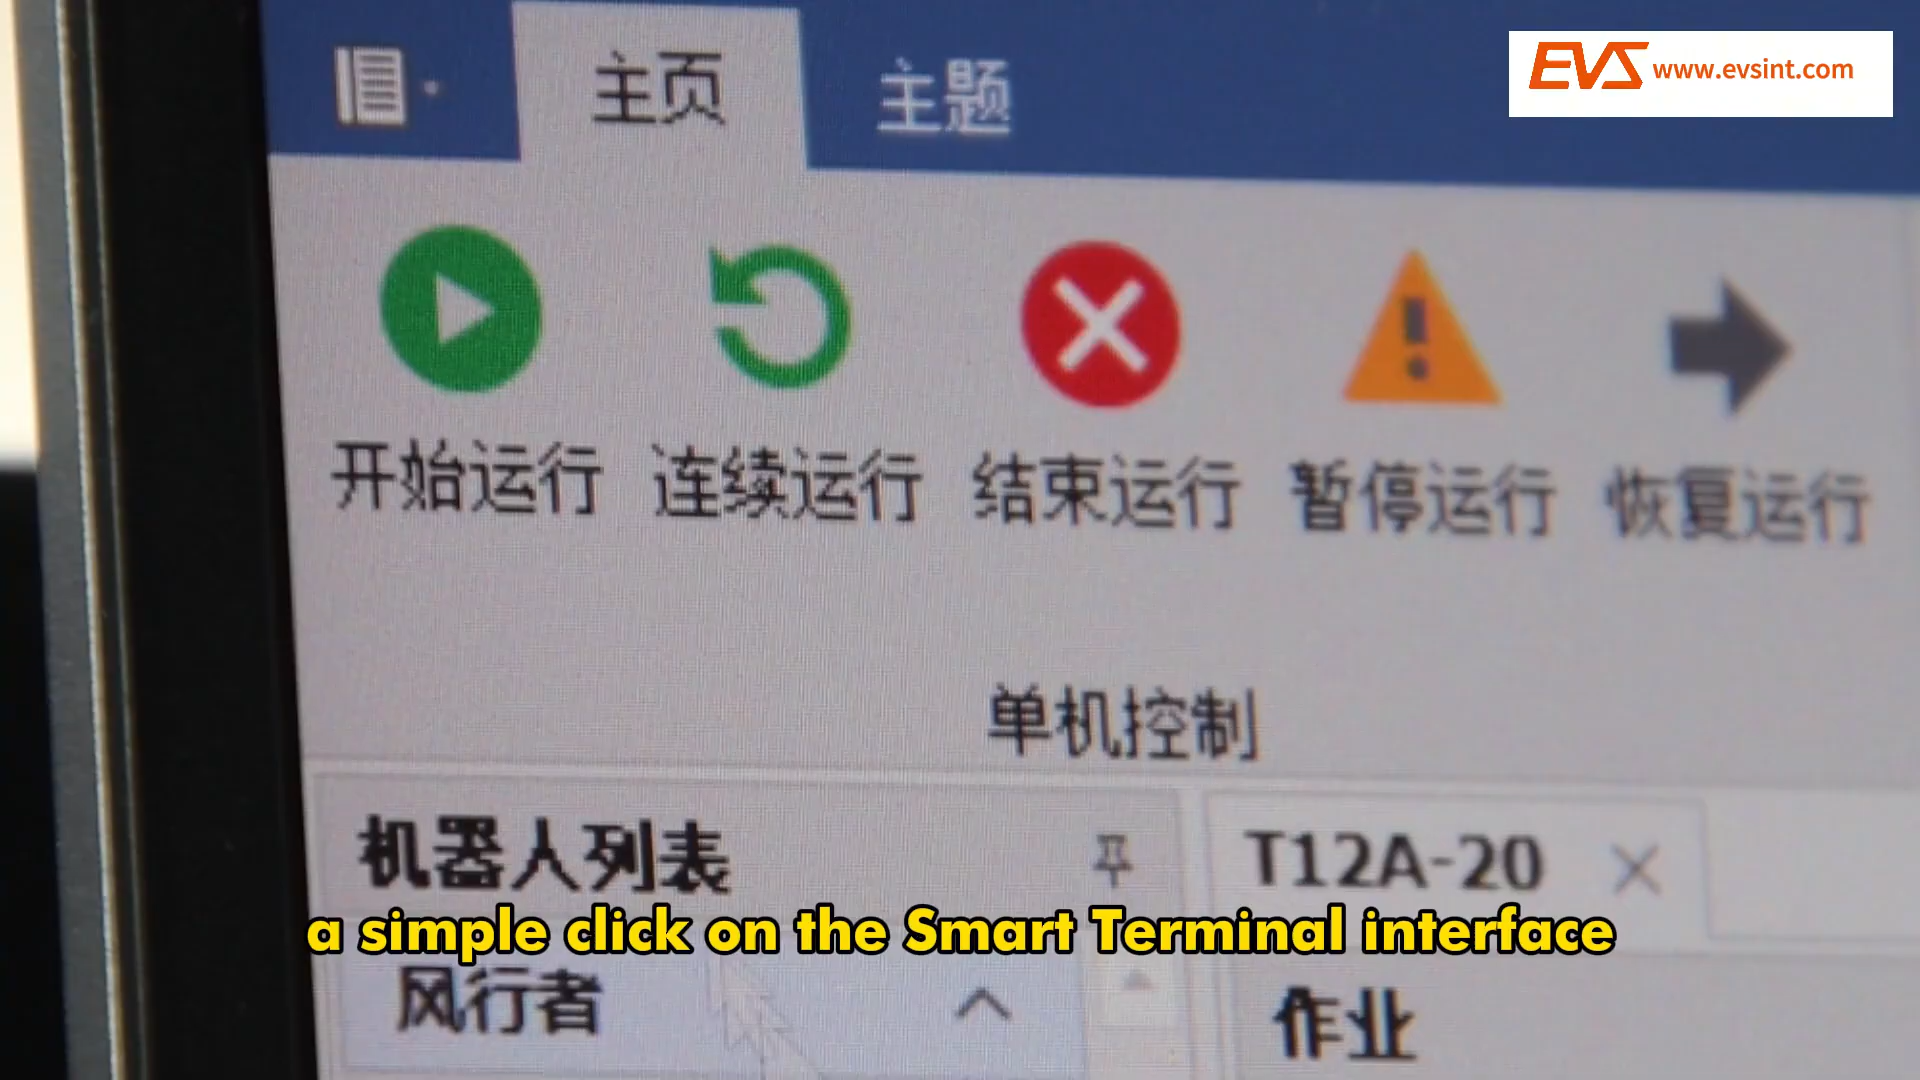 EVS www.evsint.com
主页 主题
开始运行 连续运行 结束运行 暂停运行 恢复运行
单机控制
机器人列表 T12A-20
a simple click on the Smart Terminal interface
风行者 作业